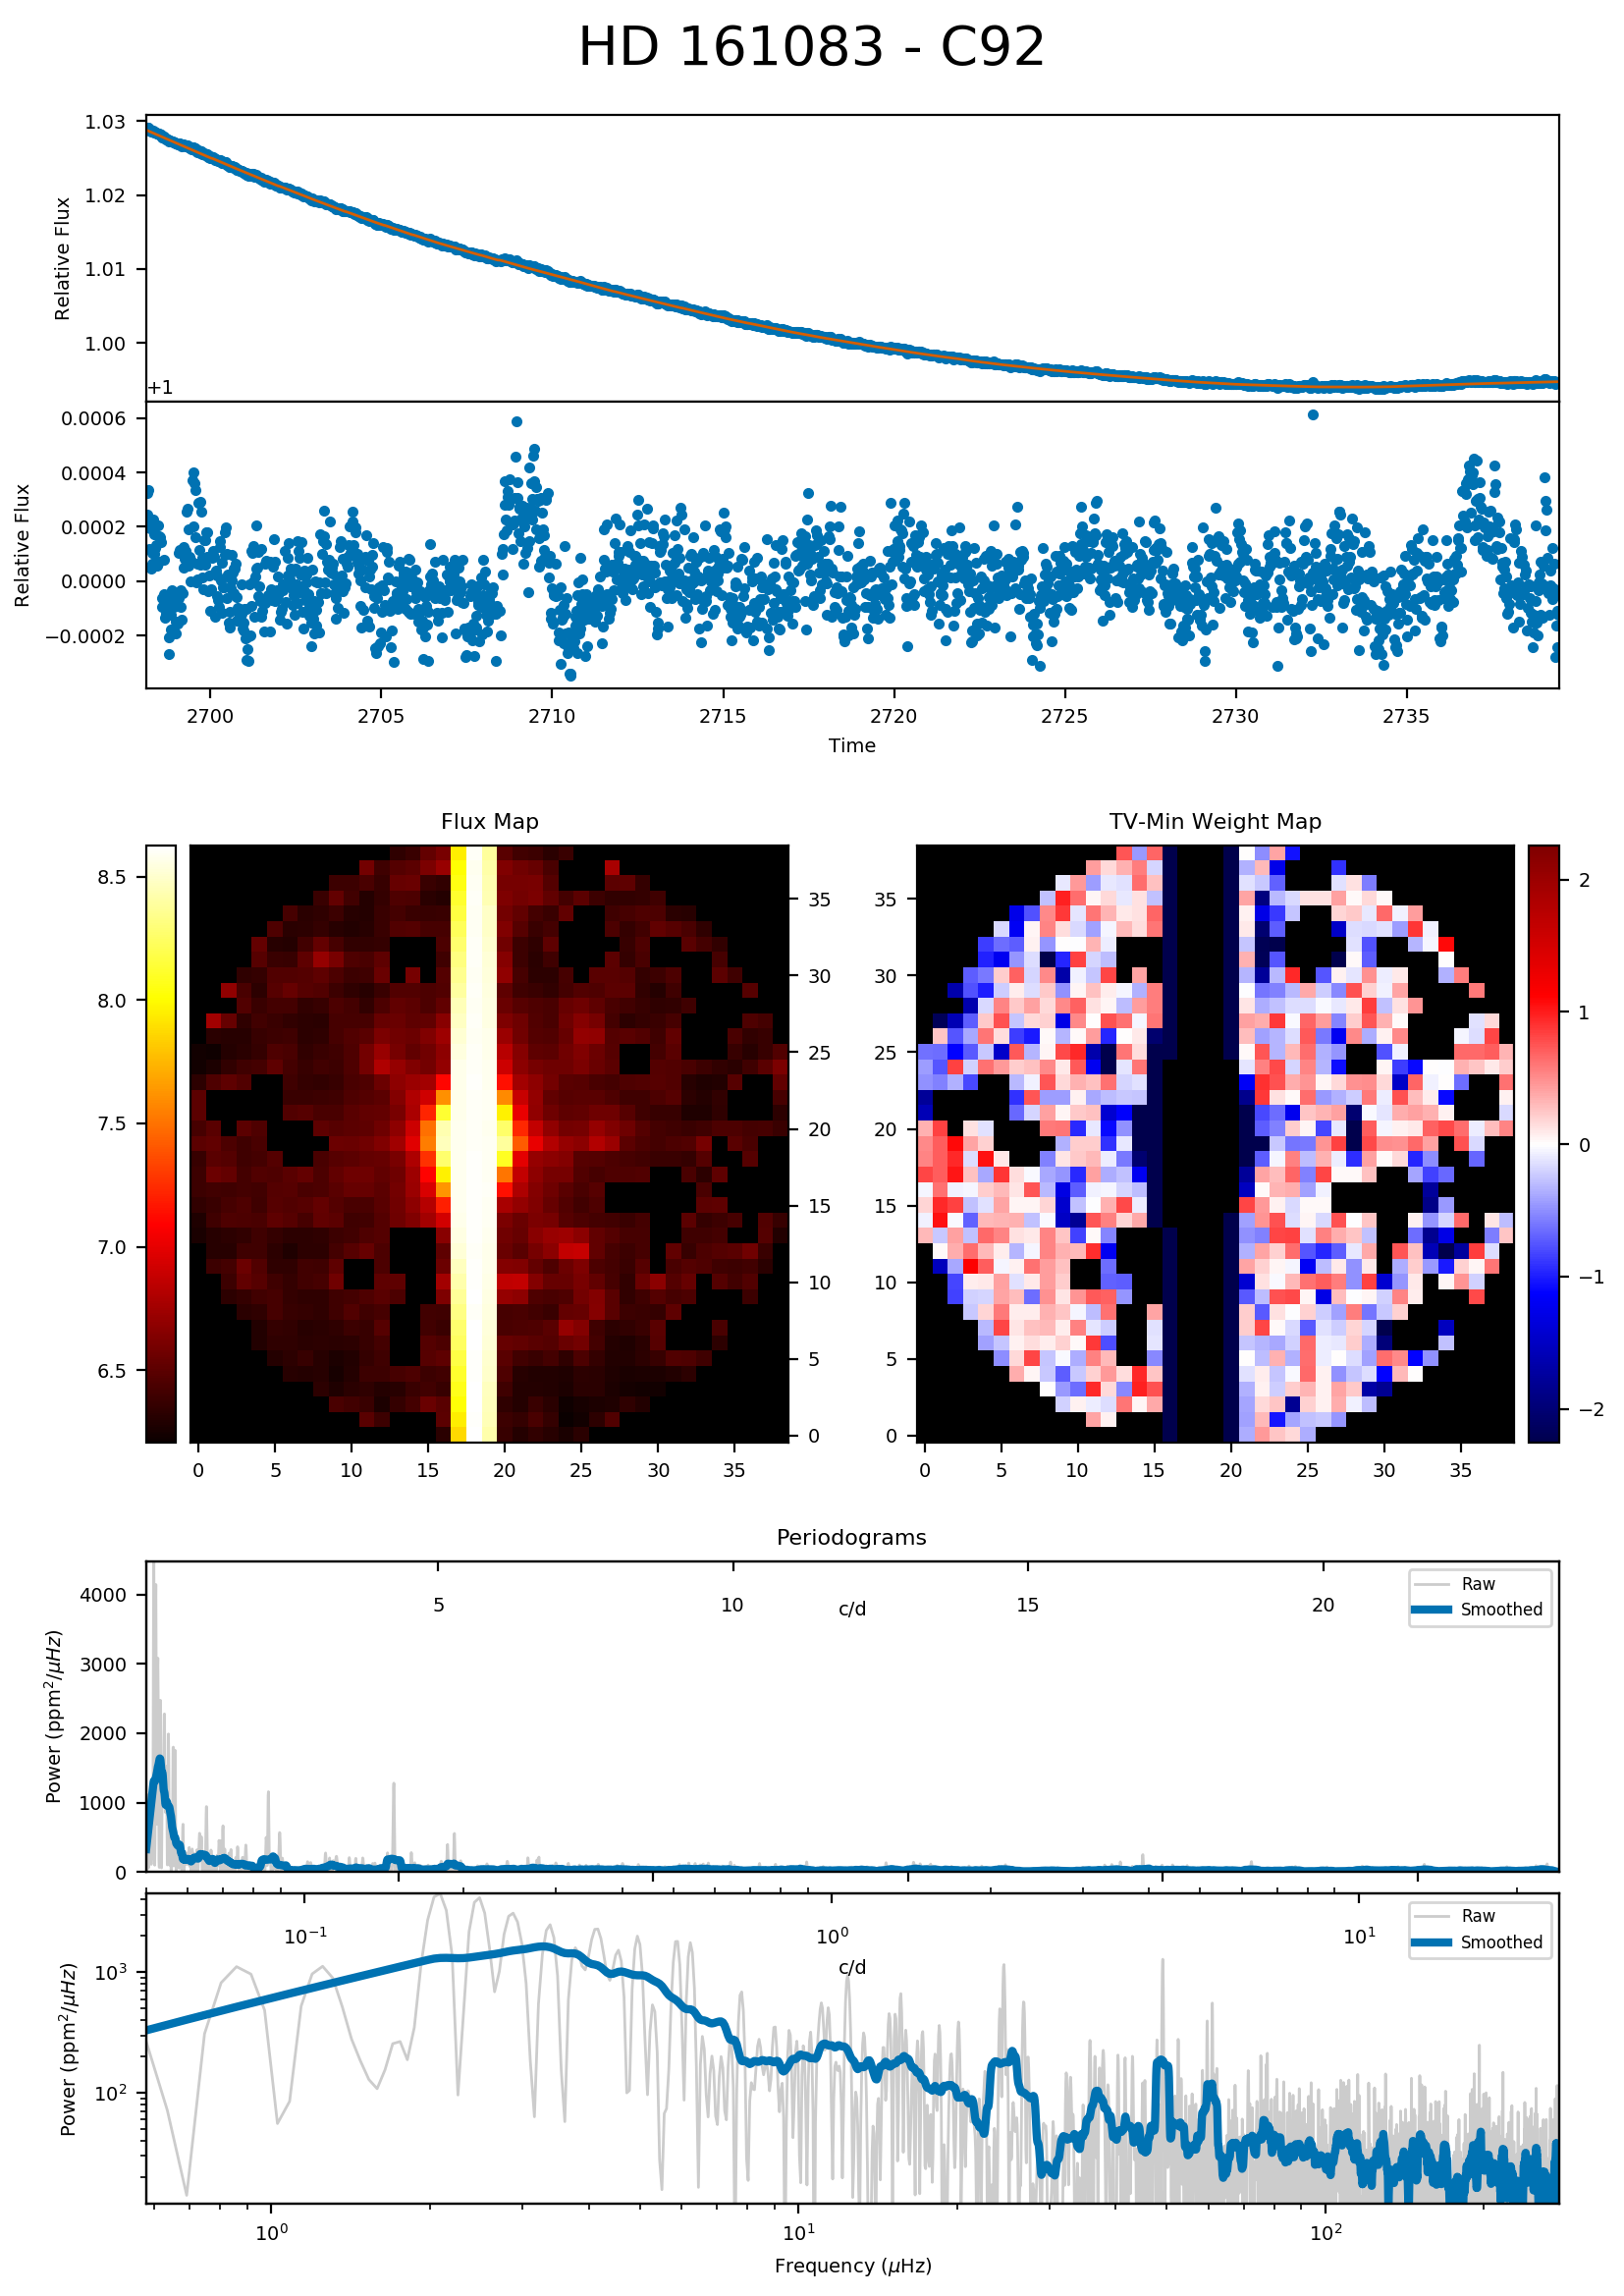 HD 161083 - C92
1.03
1.02
1.01
1.00
Relative Flux
+1
0.0006
0.0004
0.0002
0.0000
−0.0002
Relative Flux
2700 2705 2710 2715 2720 2725 2730 2735
Time
Flux Map
8.5
8.0
7.5
7.0
6.5
35
30
25
20
15
10
5
0
0 5 10 15 20 25 30 35
TV-Min Weight Map
35
30
25
20
15
10
5
0
0 5 10 15 20 25 30 35
2
1
0
−1
−2
Periodograms
4000
3000
2000
1000
0
Power (ppm²/μHz)
5 10 15 20
c/d
Raw
Smoothed
10³
10²
Power (ppm²/μHz)
10⁻¹ 10⁰ 10¹
c/d
Raw
Smoothed
10⁰ 10¹ 10²
Frequency (μHz)